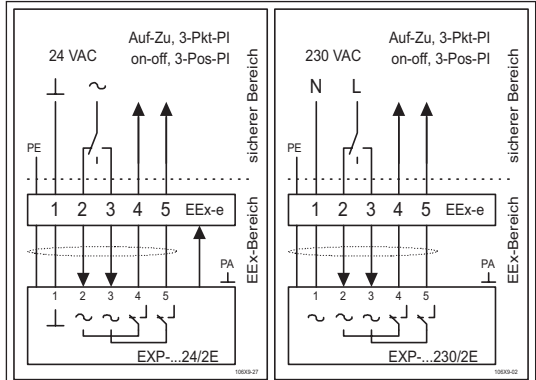 24 VAC
Auf-Zu, 3-Pkt-PI
on-off, 3-Pos-PI
⊥ ~
sicherer Bereich
PE
1 2 3 4 5 EEx-e
EEx-Bereich
PA
1 2 3 4 5
⊥ ~ ~
EXP-...24/2E
106X9-27
230 VAC
Auf-Zu, 3-Pkt-PI
on-off, 3-Pos-PI
N L
sicherer Bereich
PE
1 2 3 4 5 EEx-e
EEx-Bereich
PA
1 2 3 4 5
~ ~ ~
EXP-...230/2E
106X9-02